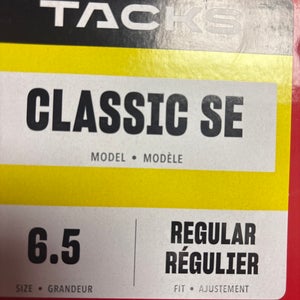 TACKS
CLASSIC SE
MODEL • MODÈLE
6.5
SIZE • GRANDEUR
REGULAR
RÉGULIER
FIT • AJUSTEMENT